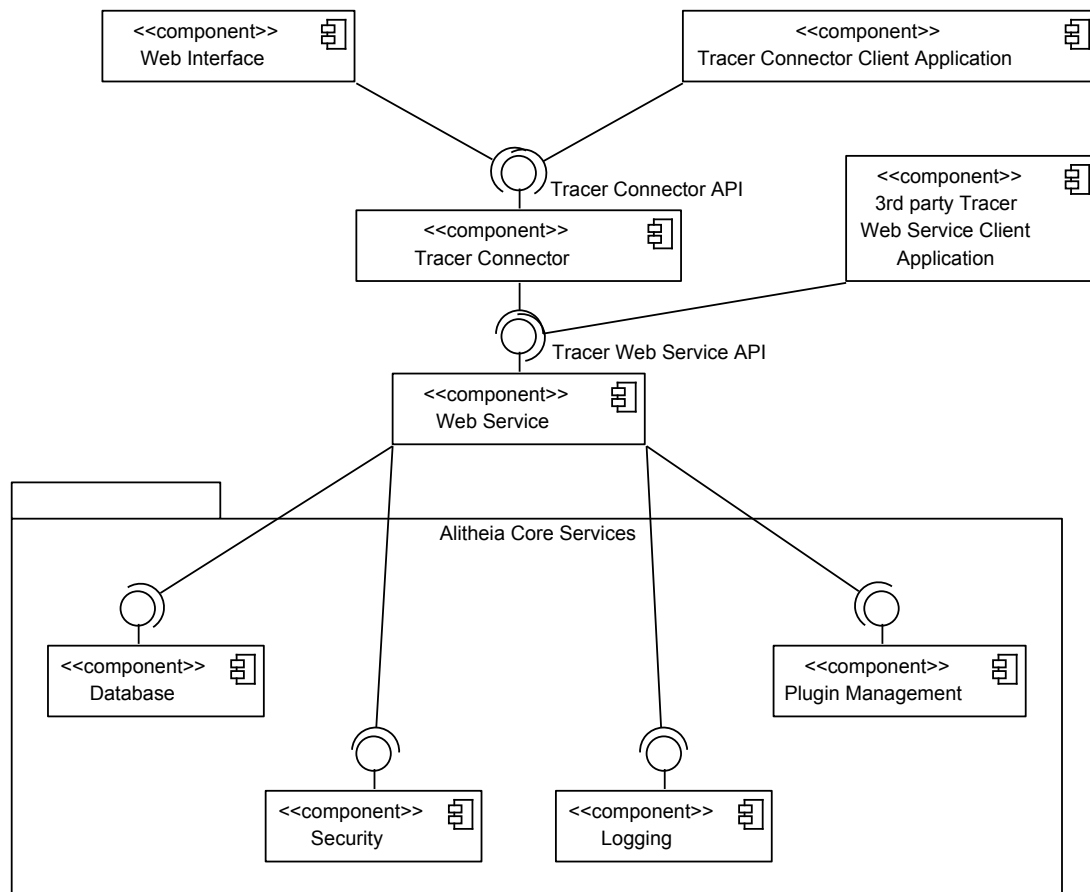 <<component>>
Web Interface
<<component>>
Tracer Connector Client Application
Tracer Connector API
<<component>>
3rd party Tracer
Web Service Client
Application
<<component>>
Tracer Connector
Tracer Web Service API
<<component>>
Web Service
Alitheia Core Services
<<component>>
Database
<<component>>
Plugin Management
<<component>>
Security
<<component>>
Logging